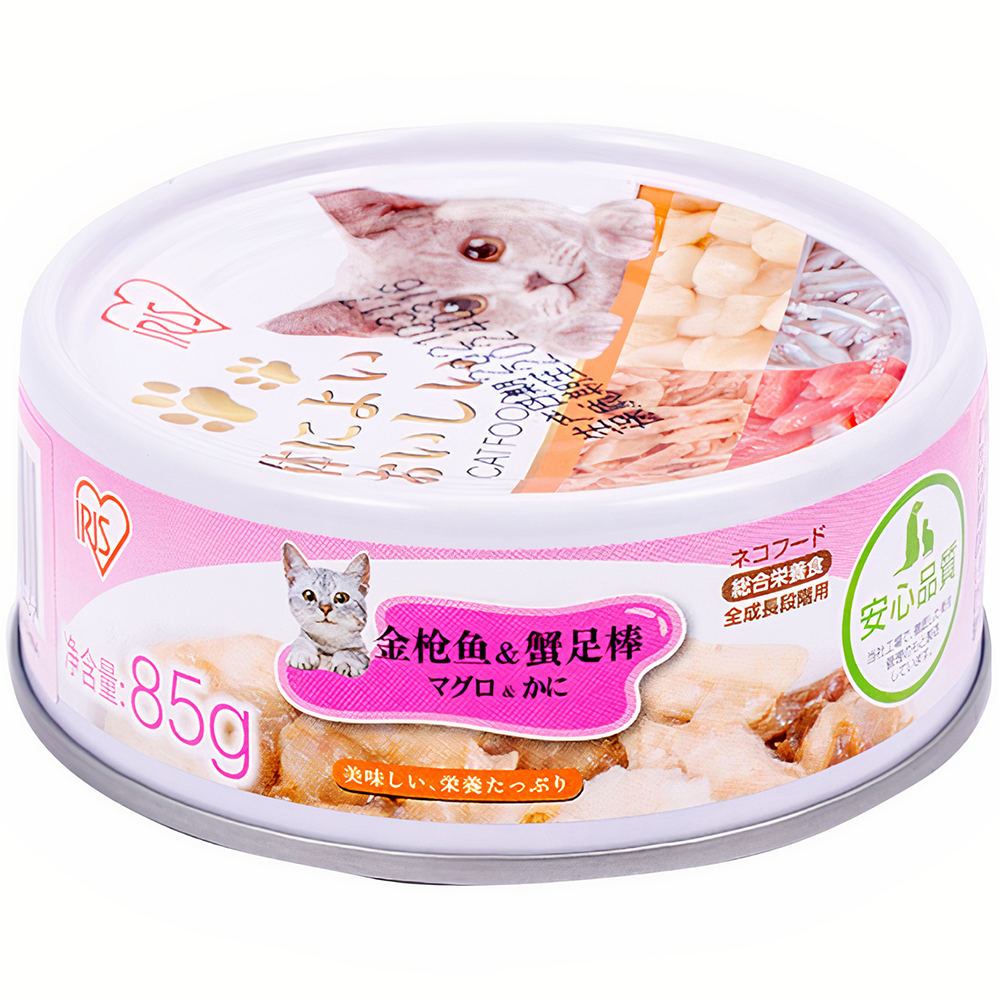 IRIS
体によい
おいしい
CAT FOOD
IRIS
净含量:85g
金枪鱼&蟹足棒
マグロ&かに
美味しい、栄養たっぷり
ネコフード
総合栄養食
全成長段階用
安心品質